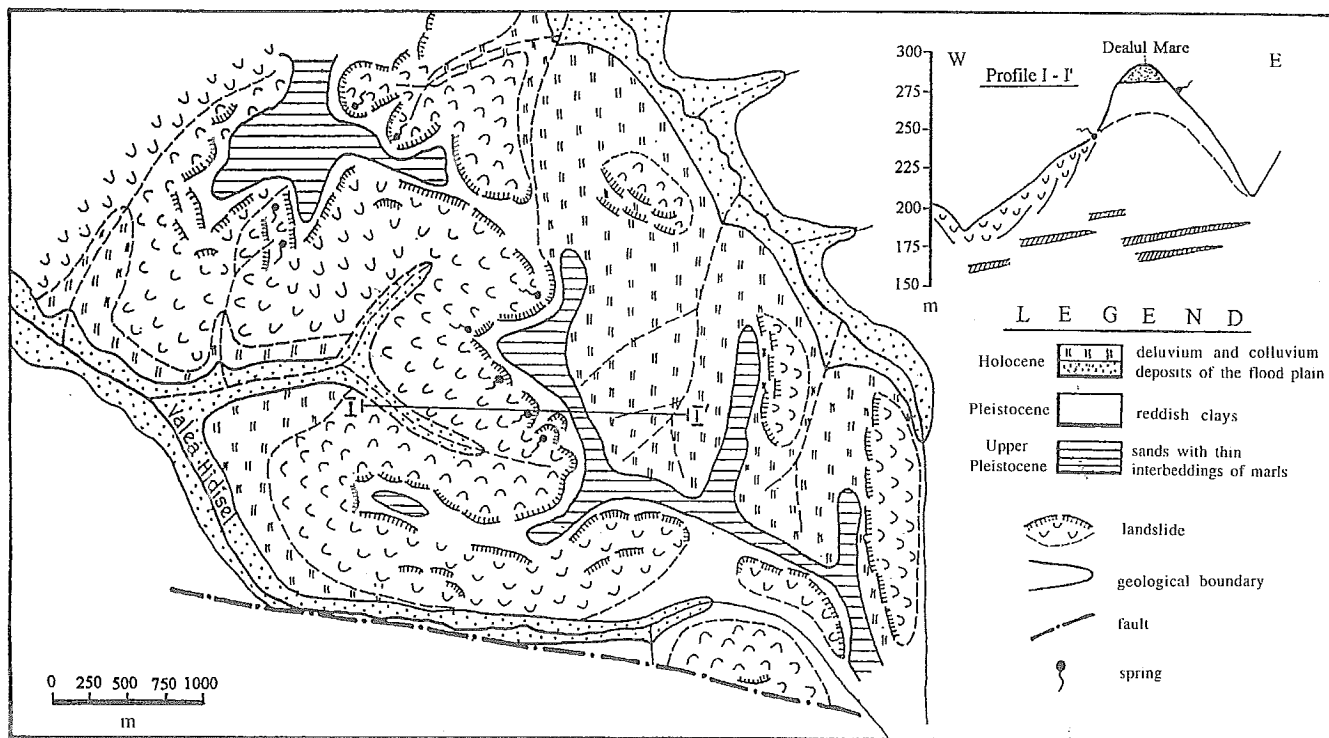 300
275
250
225
200
175
150
m
W
Dealul Mare
E
Profile I - I'
I
I'
Valea Hidisel
0 250 500 750 1000
m
L E G E N D
Holocene
deluvium and colluvium
deposits of the flood plain
Pleistocene
reddish clays
Upper
Pleistocene
sands with thin
interbeddings of marls
landslide
geological boundary
fault
spring